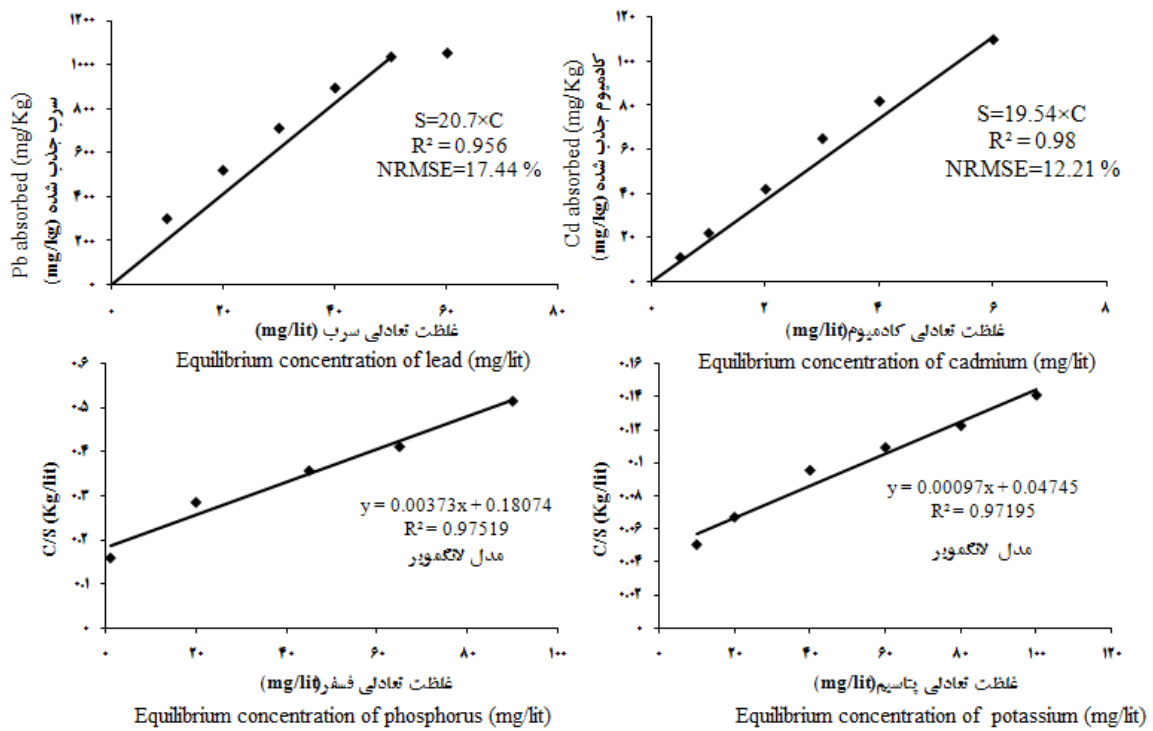 ۱۲۰۰
۱۰۰۰
۸۰۰
۶۰۰
۴۰۰
۲۰۰
۰
Pb absorbed (mg/Kg)
سرب جذب شده (mg/kg)
S=20.7×C
R² = 0.956
NRMSE=17.44 %
۰ ۲۰ ۴۰ ۶۰ ۸۰
غلظت تعادلی سرب (mg/lit)
Equilibrium concentration of lead (mg/lit)
۱۲۰
۱۰۰
۸۰
۶۰
۴۰
۲۰
۰
Cd absorbed (mg/Kg)
کادمیوم جذب شده (mg/kg)
S=19.54×C
R² = 0.98
NRMSE=12.21 %
۰ ۲ ۴ ۶ ۸
غلظت تعادلی کادمیوم(mg/lit)
Equilibrium concentration of cadmium (mg/lit)
۰.۶
۰.۵
۰.۴
۰.۳
۰.۲
۰.۱
۰
C/S (Kg/lit)
y = 0.00373x + 0.18074
R² = 0.97519
مدل لانگمویر
۰ ۲۰ ۴۰ ۶۰ ۸۰ ۱۰۰
غلظت تعادلی فسفر(mg/lit)
Equilibrium concentration of phosphorus (mg/lit)
۰.۱۶
۰.۱۴
۰.۱۲
۰.۱
۰.۰۸
۰.۰۶
۰.۰۴
۰.۰۲
۰
C/S (Kg/lit)
y = 0.00097x + 0.04745
R² = 0.97195
مدل لانگمویر
۰ ۲۰ ۴۰ ۶۰ ۸۰ ۱۰۰ ۱۲۰
غلظت تعادلی پتاسیم(mg/lit)
Equilibrium concentration of potassium (mg/lit)